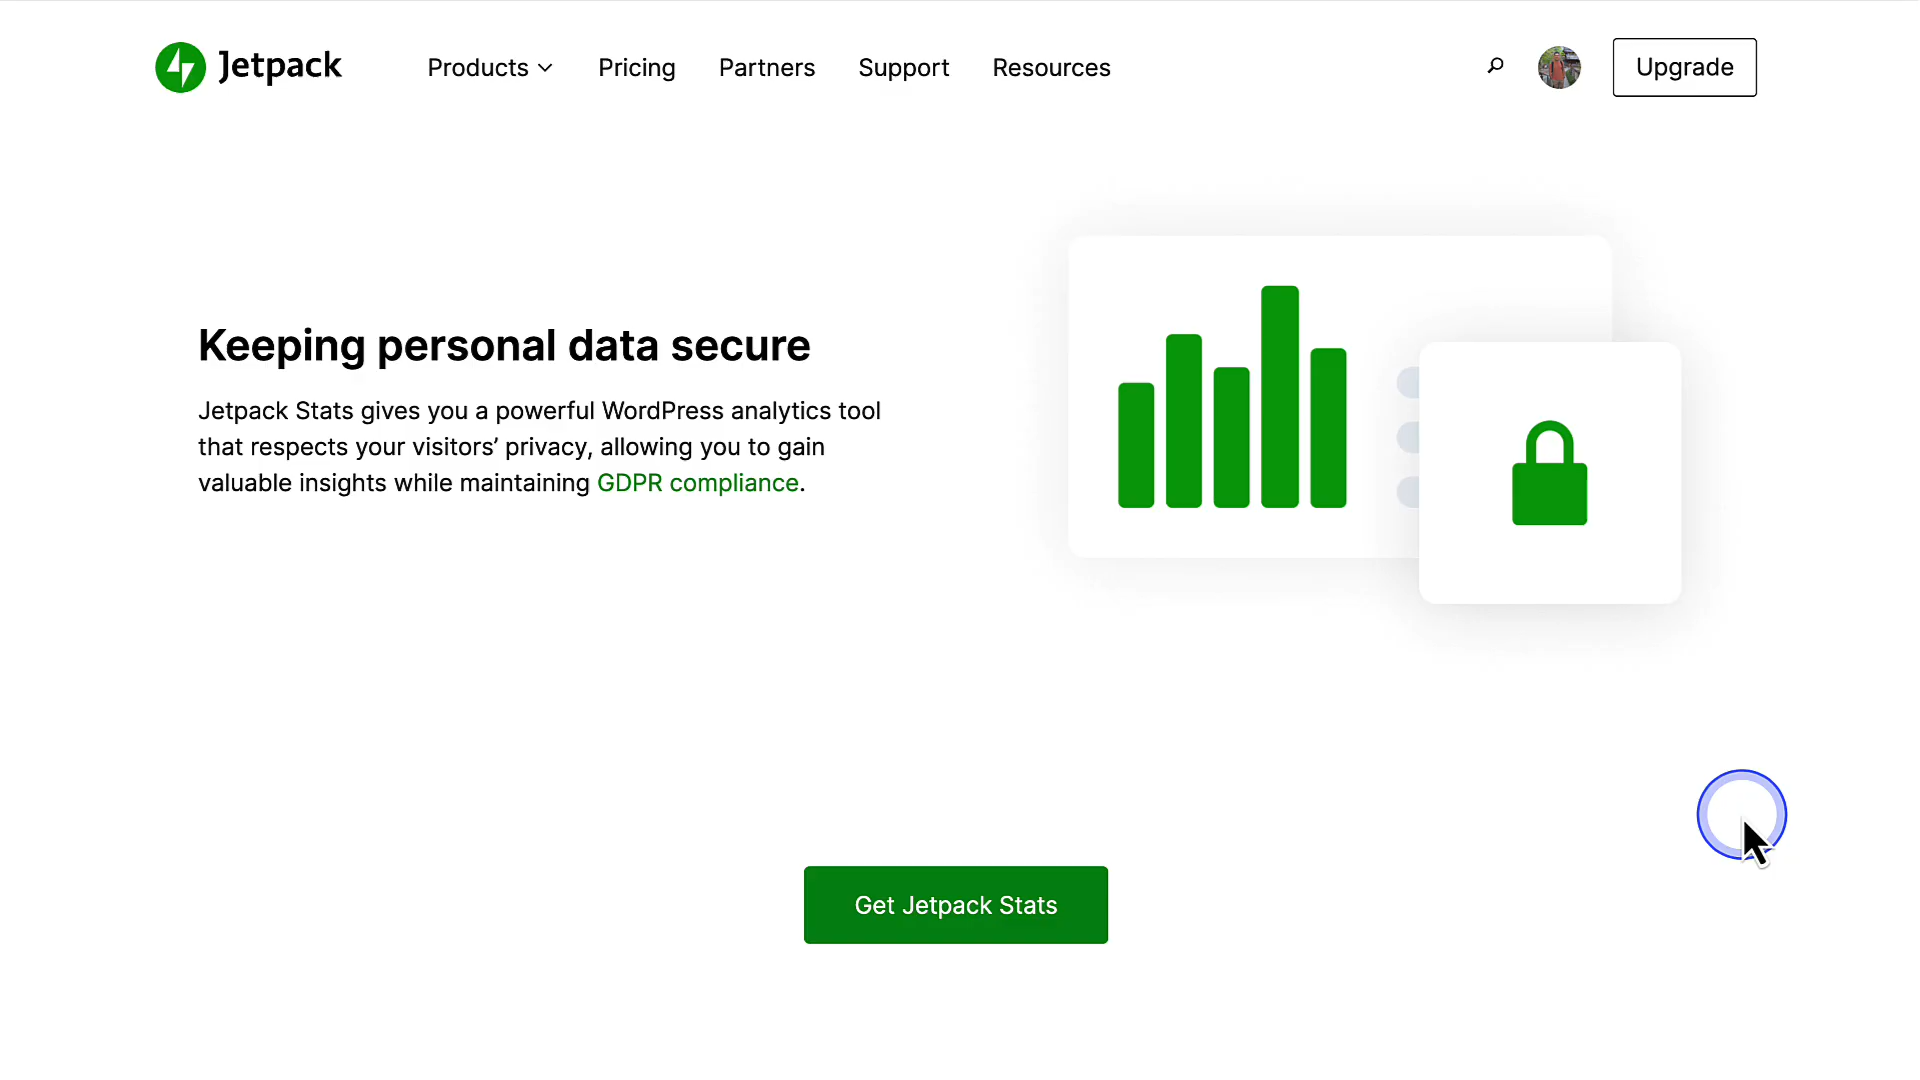 Jetpack
Products
Pricing
Partners
Support
Resources
Upgrade
Keeping personal data secure
Jetpack Stats gives you a powerful WordPress analytics tool
that respects your visitors’ privacy, allowing you to gain
valuable insights while maintaining GDPR compliance.
Get Jetpack Stats